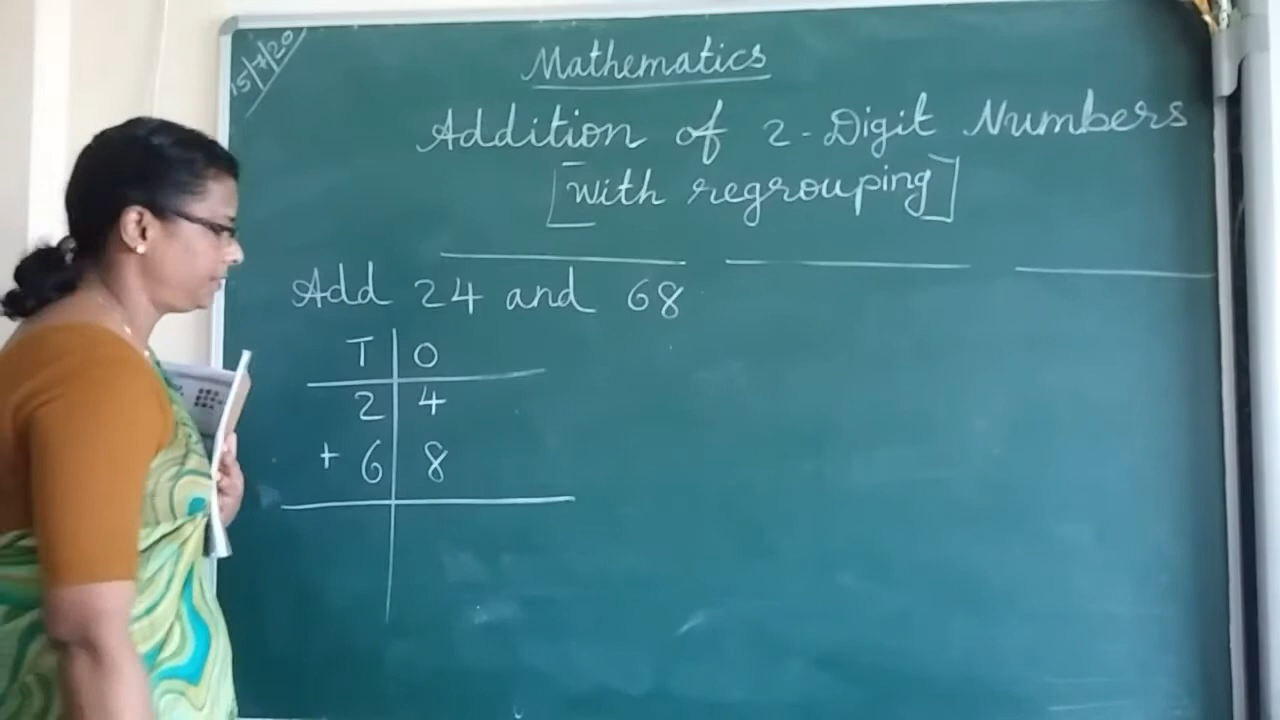 15/7/20
Mathematics
Addition of 2-Digit Numbers
[With regrouping]
Add 24 and 68
T O
2 4
+ 6 8